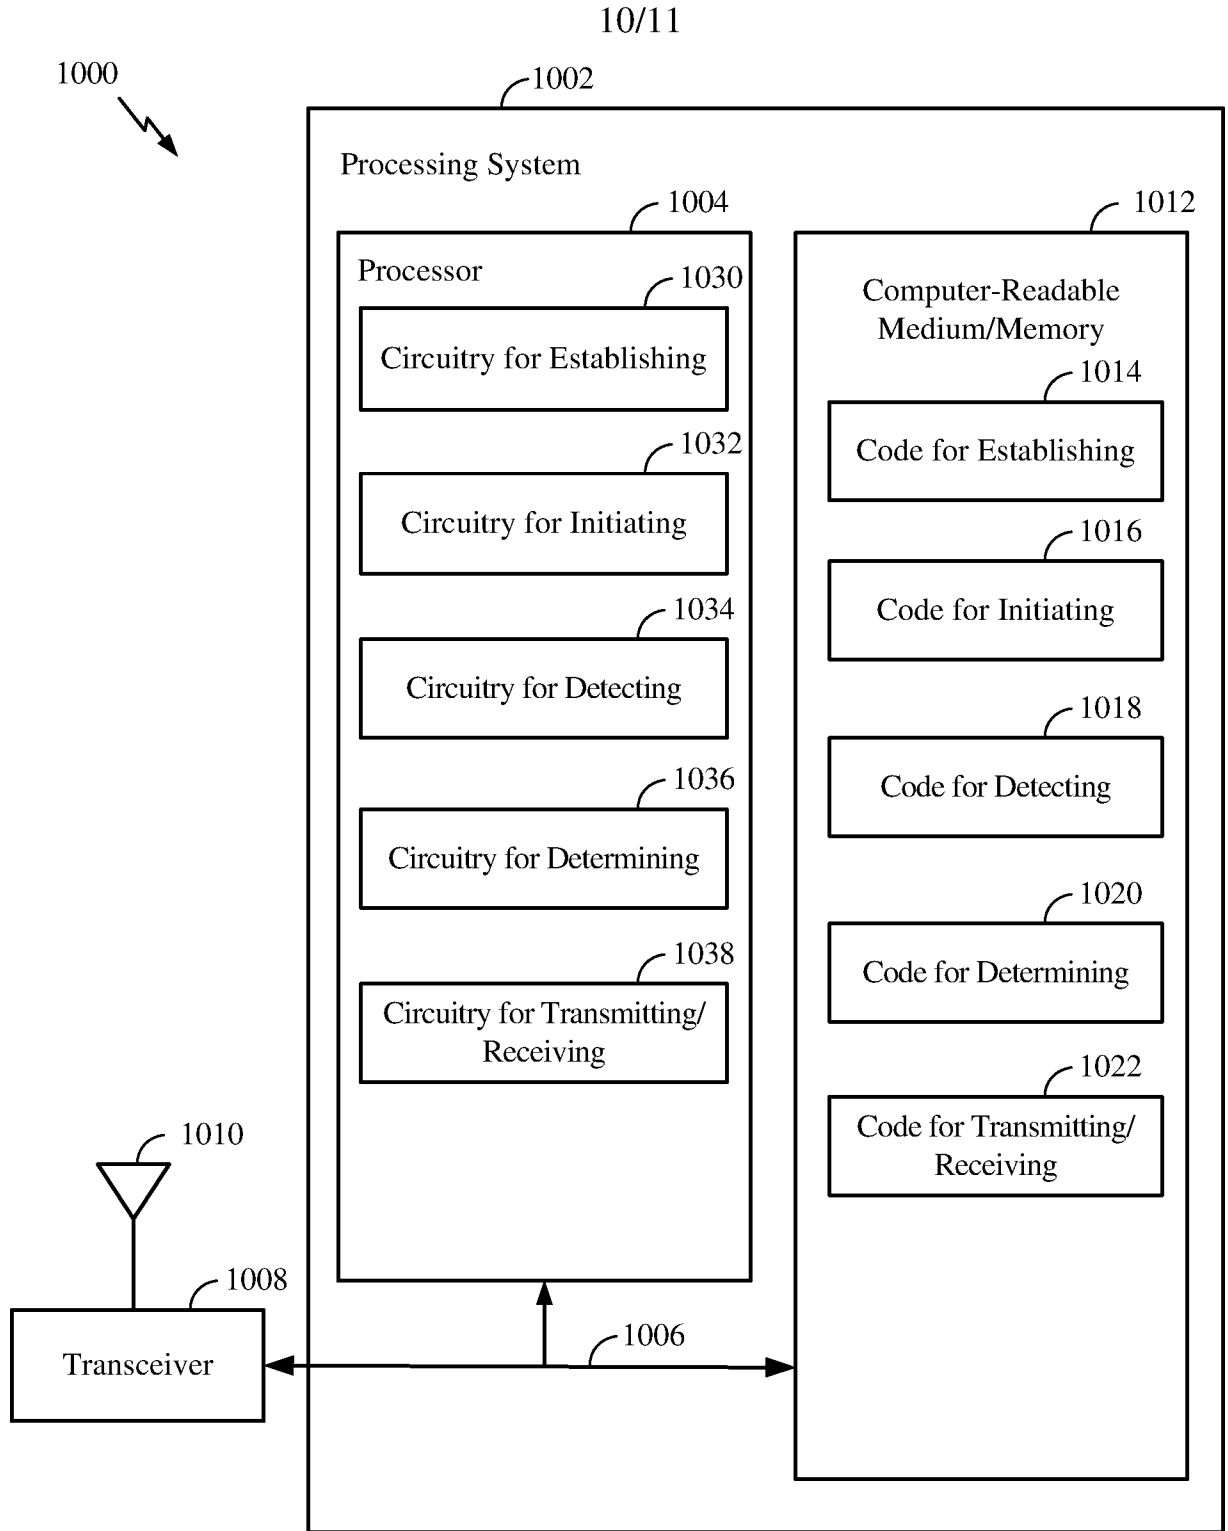 10/11
1000
1002
Processing System
1004
Processor
1030
Circuitry for Establishing
1032
Circuitry for Initiating
1034
Circuitry for Detecting
1036
Circuitry for Determining
1038
Circuitry for Transmitting/
Receiving
1012
Computer-Readable
Medium/Memory
1014
Code for Establishing
1016
Code for Initiating
1018
Code for Detecting
1020
Code for Determining
1022
Code for Transmitting/
Receiving
1010
1008
Transceiver
1006